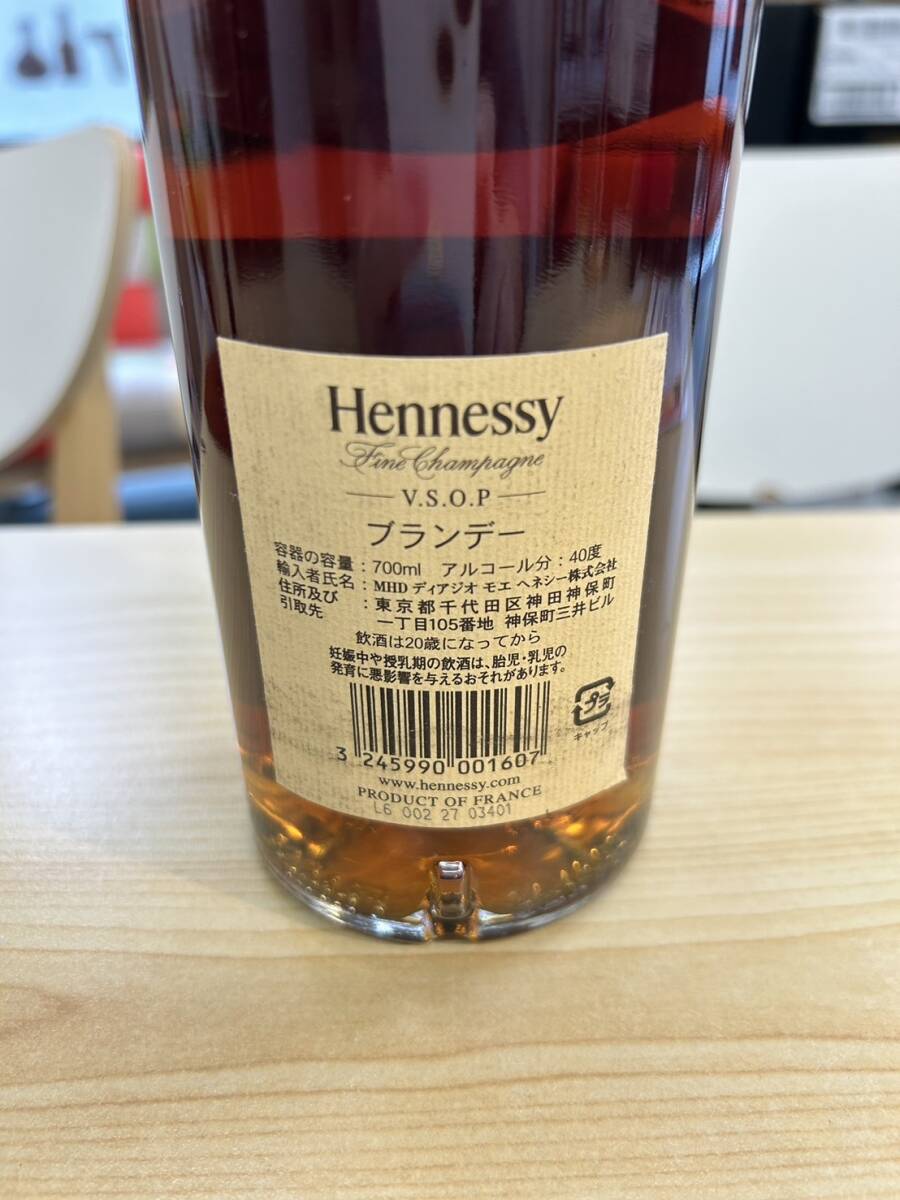 Hennessy
Fine Champagne
V.S.O.P
ブランデー
容器の容量：700ml アルコール分：40度
輸入者氏名：MHD ディアジオ モエ ヘネシー株式会社
住所及び引取先：東京都千代田区神田神保町
一丁目105番地 神保町三井ビル
飲酒は20歳になってから
妊娠中や授乳期の飲酒は、胎児・乳児の
発育に悪影響を与えるおそれがあります。
プラ
キャップ
3 245990 001607
www.hennessy.com
PRODUCT OF FRANCE
L6 002 27 03401